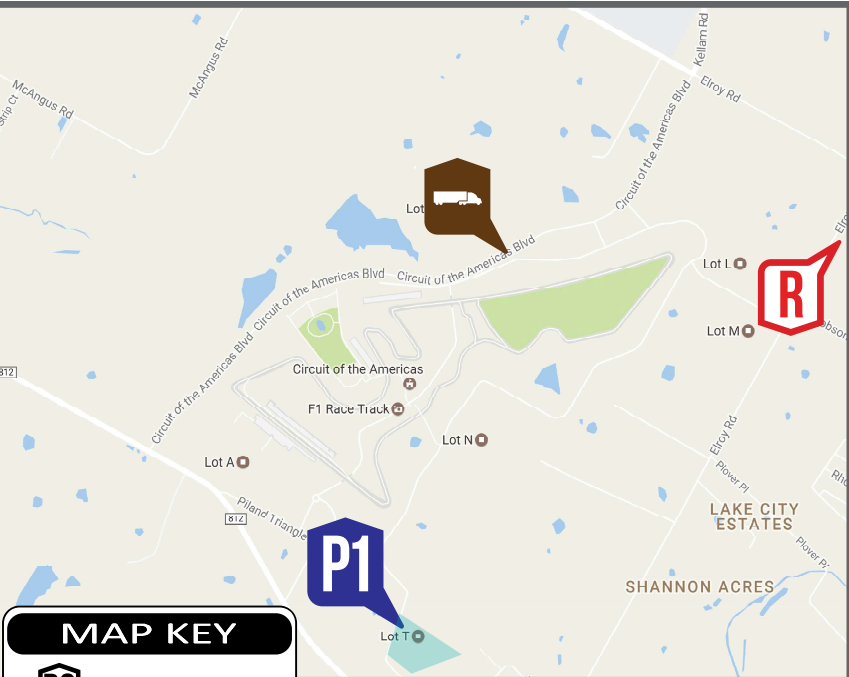 Kellam Rd
McAngus Rd
McAngus Rd
Elroy Rd
Circuit of the Americas Blvd
Lot
Circuit of the Americas Blvd
Lot L
Circuit of the Americas Blvd
R
Lot M
Circuit of the Americas Blvd
Circuit of the Americas
812
F1 Race Track
Elroy Rd
Lot N
Lot A
Plover Pl
812
Piland Triangle
LAKE CITY
ESTATES
P1
Plover Pl
SHANNON ACRES
Lot T
MAP KEY